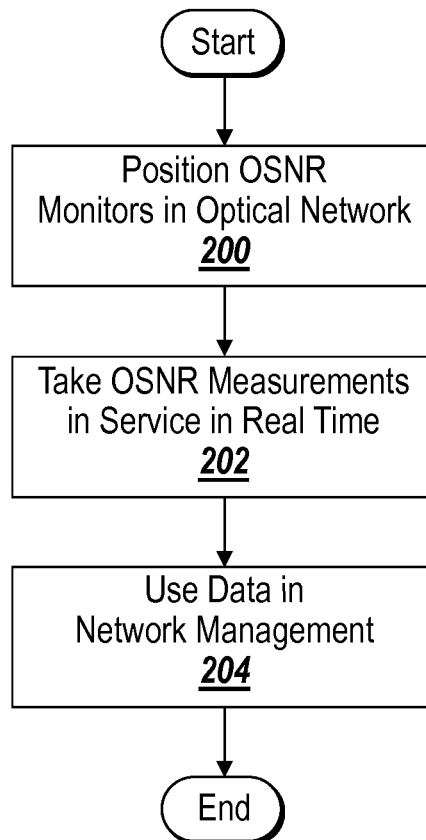 Start
Position OSNR
Monitors in Optical Network
200
Take OSNR Measurements
in Service in Real Time
202
Use Data in
Network Management
204
End